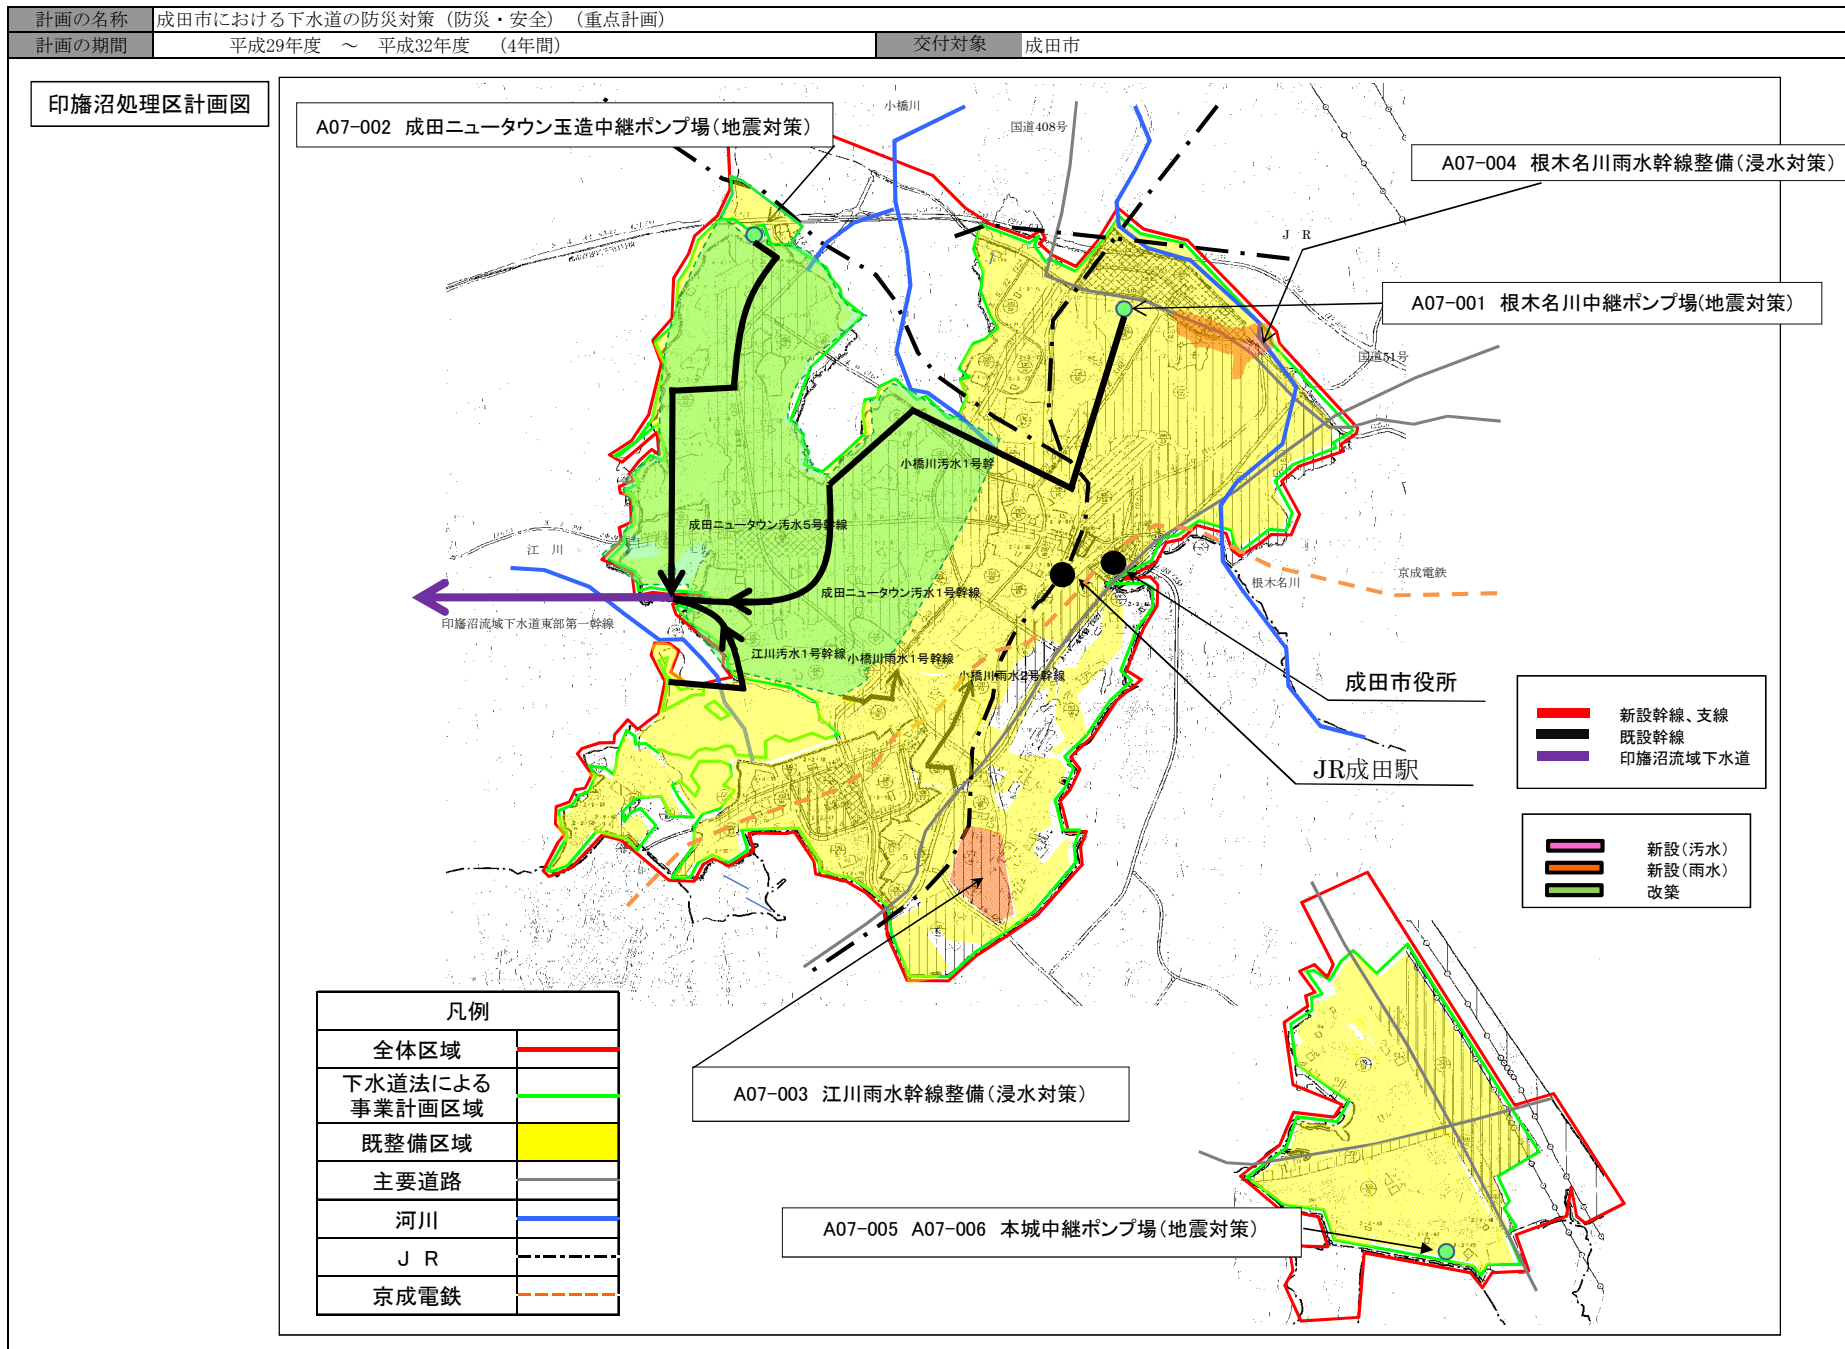 計画の名称 成田市における下水道の防災対策（防災・安全）（重点計画）
計画の期間 平成29年度 ～ 平成32年度 （4年間） 交付対象 成田市
印旛沼処理区計画図
A07-002 成田ニュータウン玉造中継ポンプ場(地震対策)
小橋川
国道408号
A07-004 根木名川雨水幹線整備(浸水対策)
J R
A07-001 根木名川中継ポンプ場(地震対策)
国道51号
小橋川汚水1号幹
成田ニュータウン汚水5号幹線
江 川
根木名川
京成電鉄
成田ニュータウン汚水1号幹線
印旛沼流域下水道東部第一幹線
江川汚水1号幹線
小橋川雨水1号幹線
小橋川雨水2号幹線
成田市役所
JR成田駅
新設幹線、支線
既設幹線
印旛沼流域下水道
新設(汚水)
新設(雨水)
改築
凡例
全体区域
下水道法による
事業計画区域
既整備区域
主要道路
河川
J R
京成電鉄
A07-003 江川雨水幹線整備(浸水対策)
A07-005 A07-006 本城中継ポンプ場(地震対策)